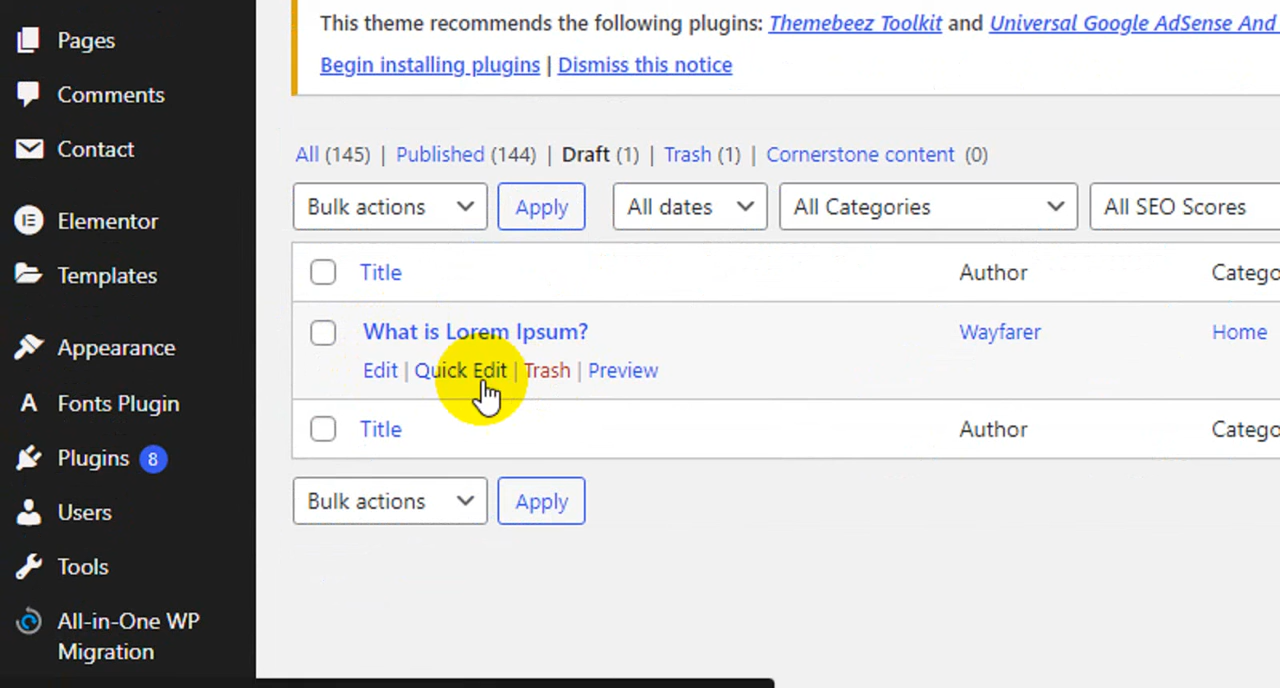 Pages
Comments
Contact
Elementor
Templates
Appearance
Fonts Plugin
Plugins 8
Users
Tools
All-in-One WP
Migration
This theme recommends the following plugins: Themebeez Toolkit and Universal Google AdSense And
Begin installing plugins | Dismiss this notice
All (145) | Published (144) | Draft (1) | Trash (1) | Cornerstone content (0)
Bulk actions Apply All dates All Categories All SEO Scores
Title Author Catego
What is Lorem Ipsum? Wayfarer Home
Edit | Quick Edit | Trash | Preview
Title Author Catego
Bulk actions Apply